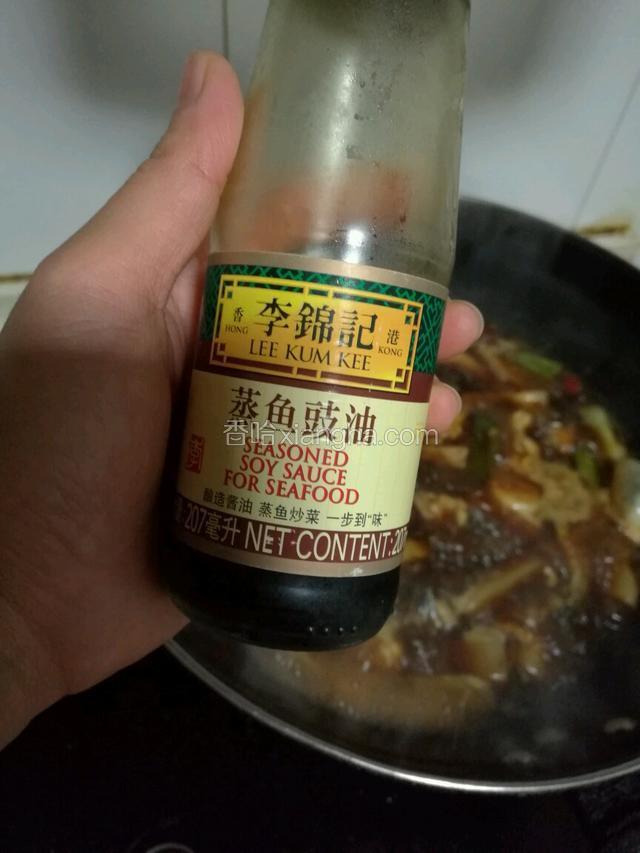 香 李錦記 港
HONG LEE KUM KEE KONG
蒸鱼豉油
香哈xiangha.com
SEASONED
SOY SAUCE
FOR SEAFOOD
酿造酱油 蒸鱼炒菜 一步到"味"
207毫升 NET CONTENT:207